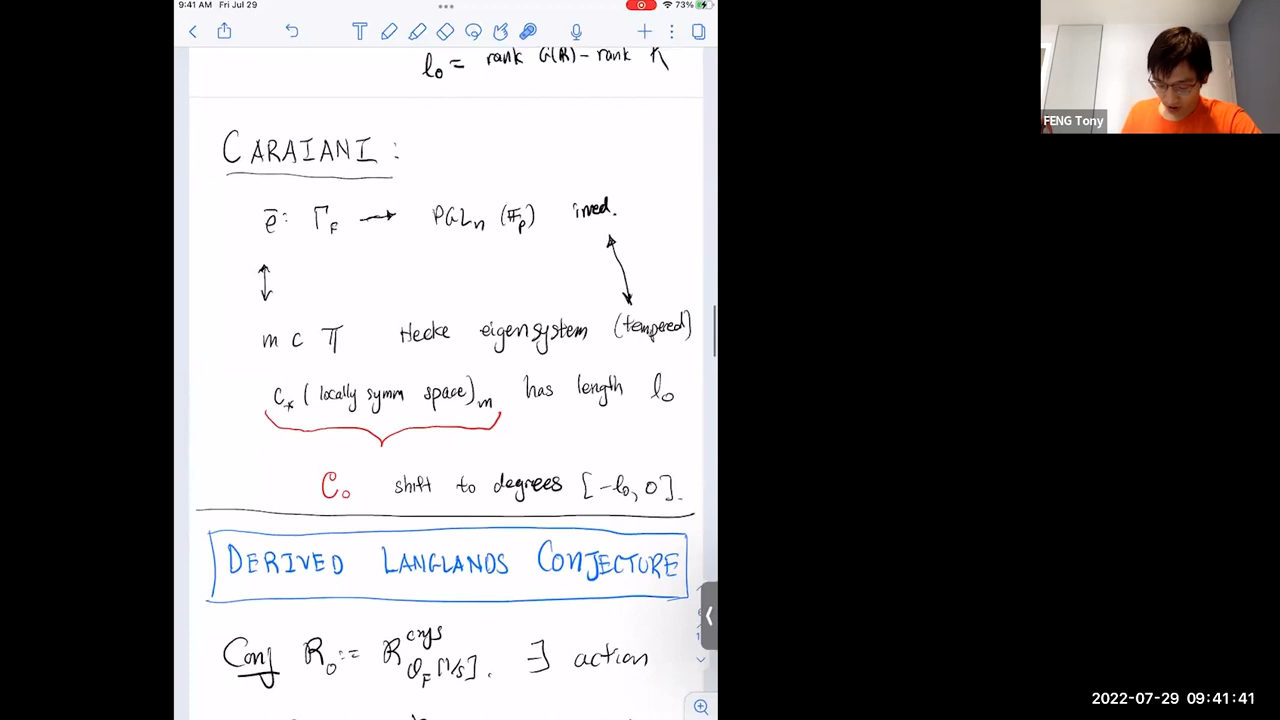 9:41 AM Fri Jul 29
73%
l₀ = rank G(ℝ) - rank K
CARAIANI:
ρ̄: Γ_F → PGL_n(𝔽̄_p) irred.
m ⊂ 𝕋 Hecke eigensystem (tempered)
C_*(locally symm space)_m has length l₀
C₀ shift to degrees [-l₀, 0].
DERIVED LANGLANDS CONJECTURE
Conj R₀ := R^{crys}_{O_F[1/S]}. ∃ action
FENG Tony
2022-07-29 09:41:41